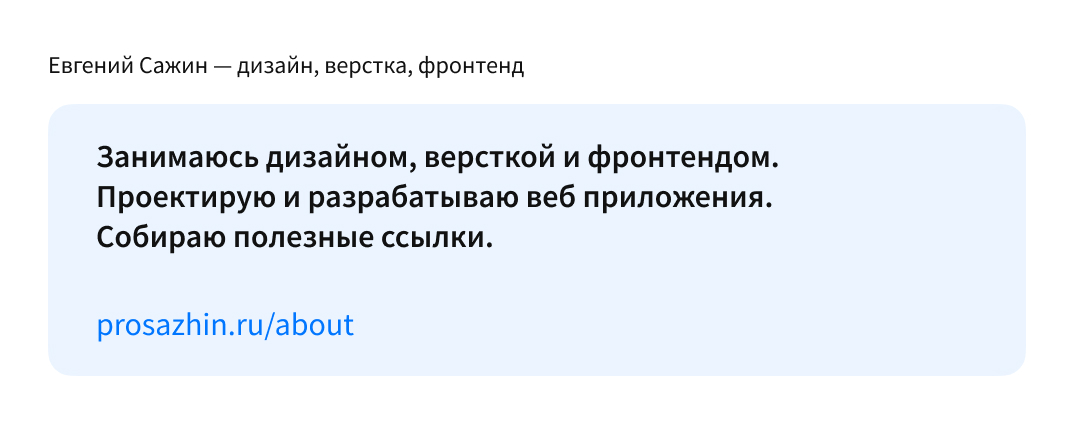 Евгений Сажин — дизайн, верстка, фронтенд
Занимаюсь дизайном, версткой и фронтендом.
Проектирую и разрабатываю веб приложения.
Собираю полезные ссылки.
prosazhin.ru/about